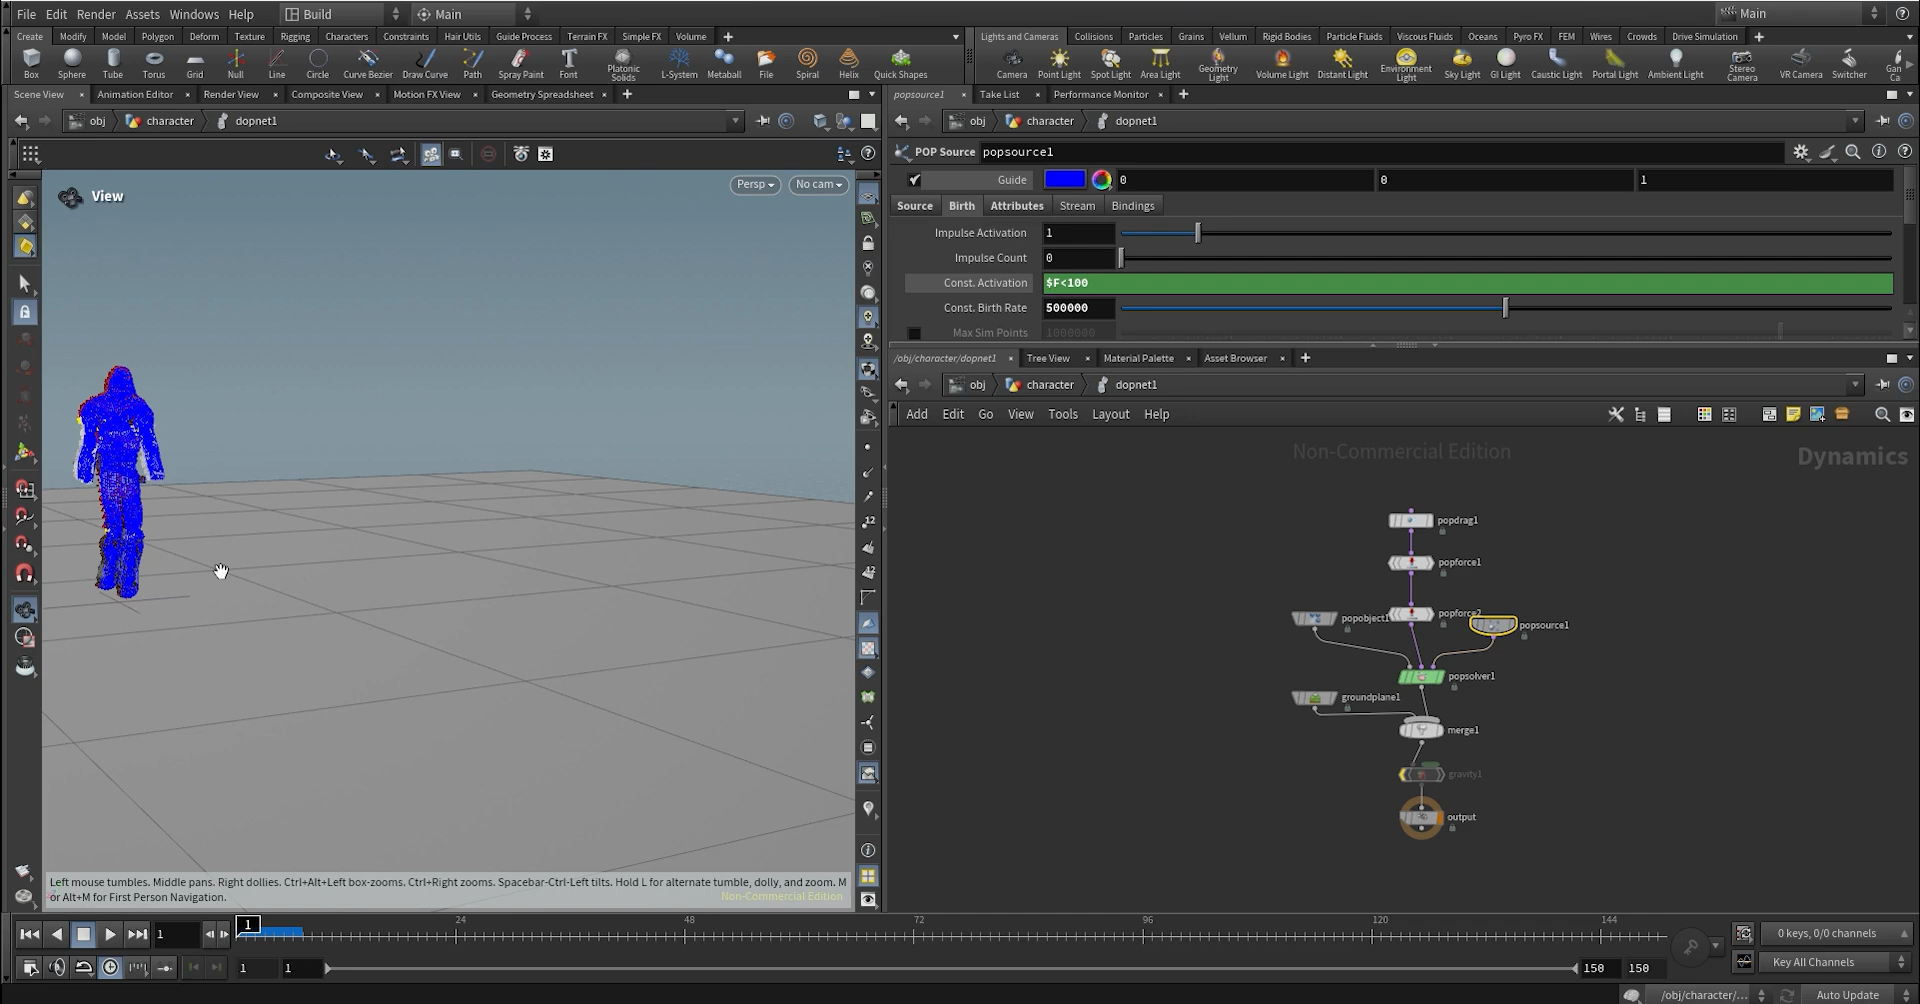 File Edit Render Assets Windows Help Build Main Main
Create Modify Model Polygon Deform Texture Rigging Characters Constraints Hair Utils Guide Process Terrain FX Simple FX Volume
Lights and Cameras Collisions Particles Grains Vellum Rigid Bodies Particle Fluids Viscous Fluids Oceans Pyro FX FEM Wires Crowds Drive Simulation
Box Sphere Tube Torus Grid Null Line Circle Curve Bezier Draw Curve Path Spray Paint Font Platonic Solids L-System Metaball File Spiral Helix Quick Shapes
Camera Point Light Spot Light Area Light Geometry Light Volume Light Distant Light Environment Light Sky Light GI Light Caustic Light Portal Light Ambient Light Stereo Camera VR Camera Switcher Gan Ca
Scene View Animation Editor Render View Composite View Motion FX View Geometry Spreadsheet
popsource1 Take List Performance Monitor
obj character dopnet1
obj character dopnet1
POP Source popsource1
View
Persp No cam
Guide 0 0 1
Source Birth Attributes Stream Bindings
Impulse Activation 1
Impulse Count 0
Const. Activation $F<100
Const. Birth Rate 500000
Max Sim Points 1000000
/obj/character/dopnet1 Tree View Material Palette Asset Browser
obj character dopnet1
Add Edit Go View Tools Layout Help
Non-Commercial Edition
Dynamics
popdrag1
popforce1
popobject1
popforce2
popsource1
popsolver1
groundplane1
merge1
gravity1
output
12
12
Left mouse tumbles. Middle pans. Right dollies. Ctrl+Alt+Left box-zooms. Ctrl+Right zooms. Spacebar-Ctrl-Left tilts. Hold L for alternate tumble, dolly, and zoom. M
or Alt+M for First Person Navigation.
Non-Commercial Edition
1 1 24 48 72 96 120 144
0 keys, 0/0 channels
1 1 150 150
Key All Channels
/obj/character/... Auto Update